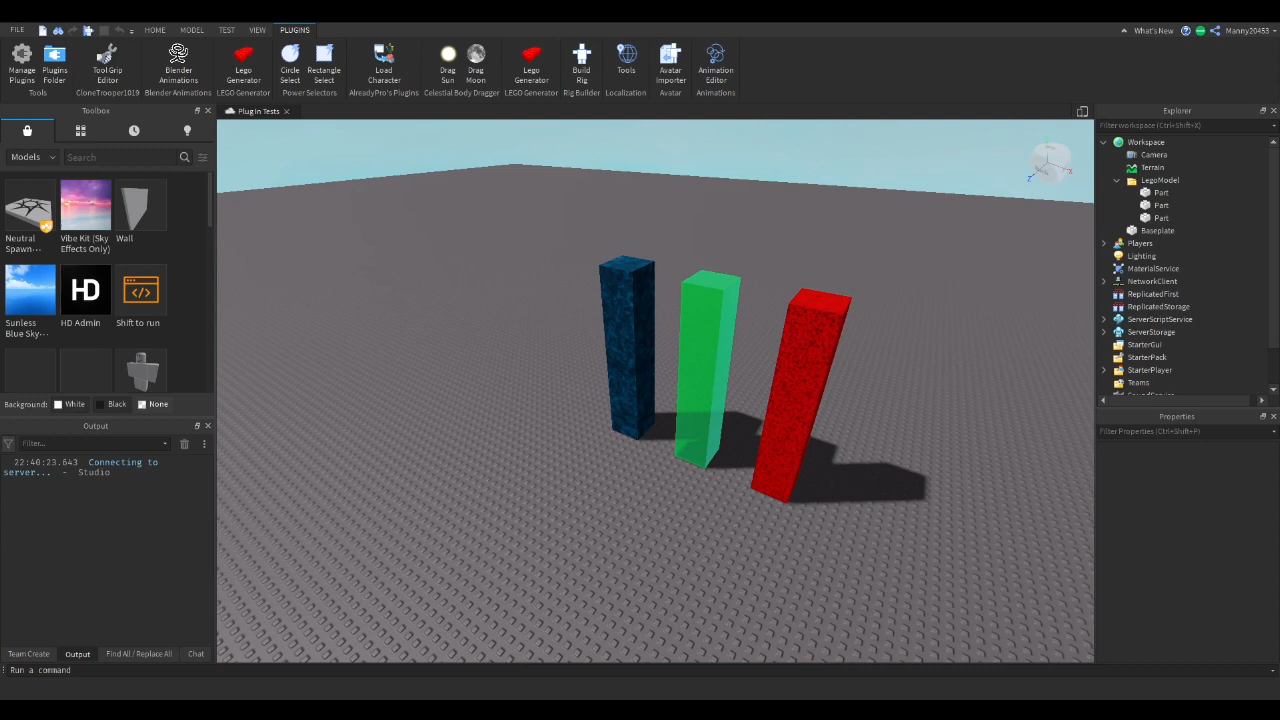 FILE HOME MODEL TEST VIEW PLUGINS What's New Manny20453
Manage Plugins Plugins Folder Tool Grip Editor Blender Animations Lego Generator Circle Select Rectangle Select Load Character Drag Sun Drag Moon Lego Generator Build Rig Tools Avatar Importer Animation Editor
Tools CloneTrooper1019 Blender Animations LEGO Generator Power Selectors AlreadyPro's Plugins Celestial Body Dragger LEGO Generator Rig Builder Localization Avatar Animations
Toolbox
Models Search
Neutral Spawn... Vibe Kit (Sky Effects Only) Wall
HD
Sunless Blue Sky... HD Admin Shift to run
Background: White Black None
Output
Filter...
22:40:23.643 Connecting to
server... - Studio
Team Create Output Find All / Replace All Chat
Run a command
Plug In Tests
Explorer
Filter workspace (Ctrl+Shift+X)
Workspace
Camera
Terrain
LegoModel
Part
Part
Part
Baseplate
Players
Lighting
MaterialService
NetworkClient
ReplicatedFirst
ReplicatedStorage
ServerScriptService
ServerStorage
StarterGui
StarterPack
StarterPlayer
Teams
SoundService
Properties
Filter Properties (Ctrl+Shift+P)
X
Z